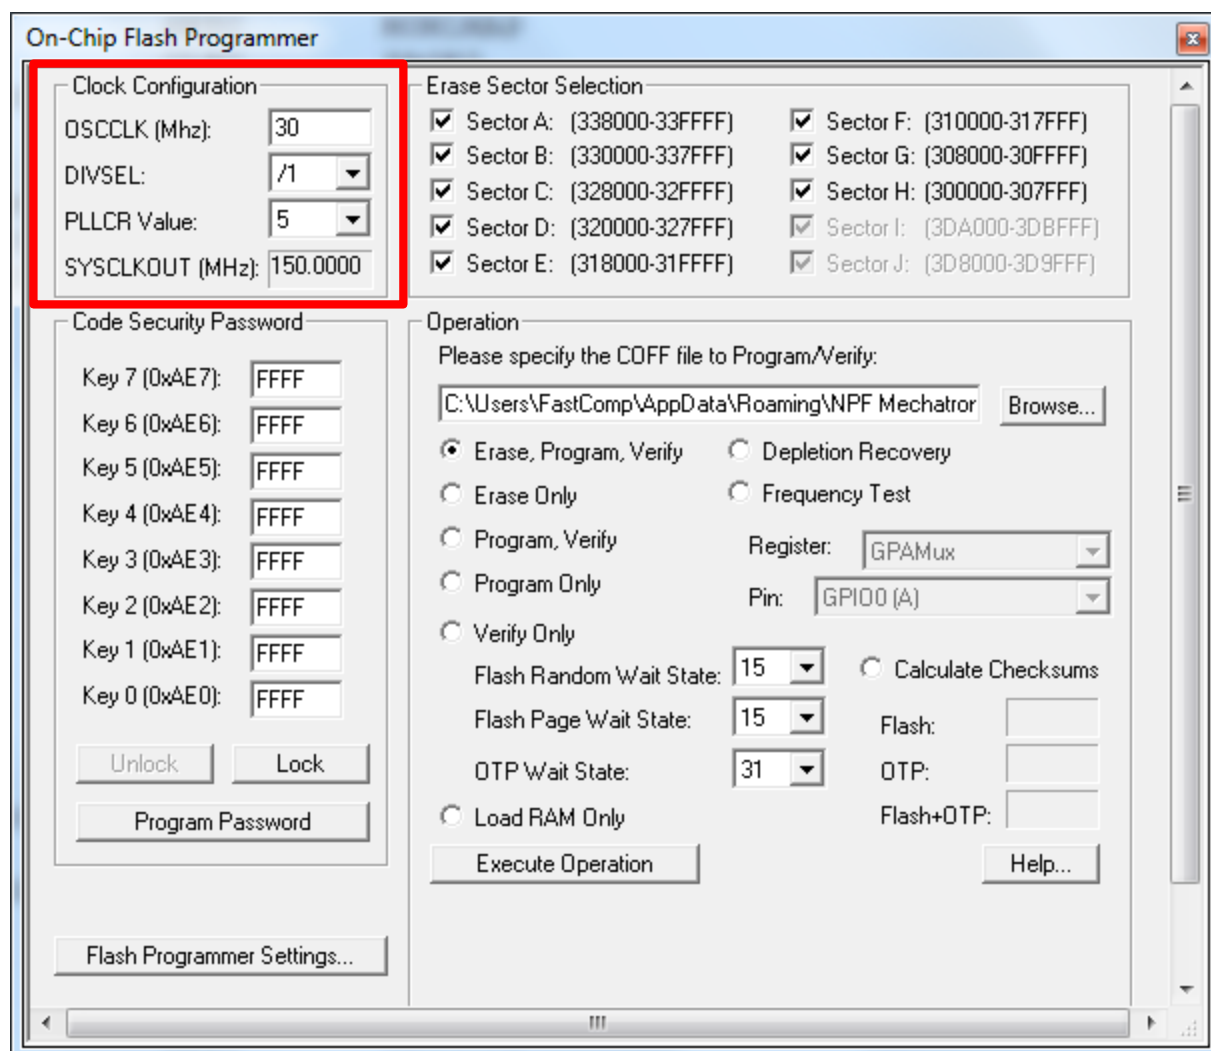 On-Chip Flash Programmer
Clock Configuration
OSCCLK (Mhz): 30
DIVSEL: /1
PLLCR Value: 5
SYSCLKOUT (MHz): 150.0000
Erase Sector Selection
Sector A: (338000-33FFFF) Sector F: (310000-317FFF)
Sector B: (330000-337FFF) Sector G: (308000-30FFFF)
Sector C: (328000-32FFFF) Sector H: (300000-307FFF)
Sector D: (320000-327FFF) Sector I: (3DA000-3DBFFF)
Sector E: (318000-31FFFF) Sector J: (3D8000-3D9FFF)
Code Security Password
Key 7 (0xAE7): FFFF
Key 6 (0xAE6): FFFF
Key 5 (0xAE5): FFFF
Key 4 (0xAE4): FFFF
Key 3 (0xAE3): FFFF
Key 2 (0xAE2): FFFF
Key 1 (0xAE1): FFFF
Key 0 (0xAE0): FFFF
Unlock Lock
Program Password
Flash Programmer Settings...
Operation
Please specify the COFF file to Program/Verify:
C:\Users\FastComp\AppData\Roaming\NPF Mechatror Browse...
Erase, Program, Verify Depletion Recovery
Erase Only Frequency Test
Program, Verify Register: GPAMux
Program Only Pin: GPIO0 (A)
Verify Only
Flash Random Wait State: 15 Calculate Checksums
Flash Page Wait State: 15 Flash:
OTP Wait State: 31 OTP:
Load RAM Only Flash+OTP:
Execute Operation Help...